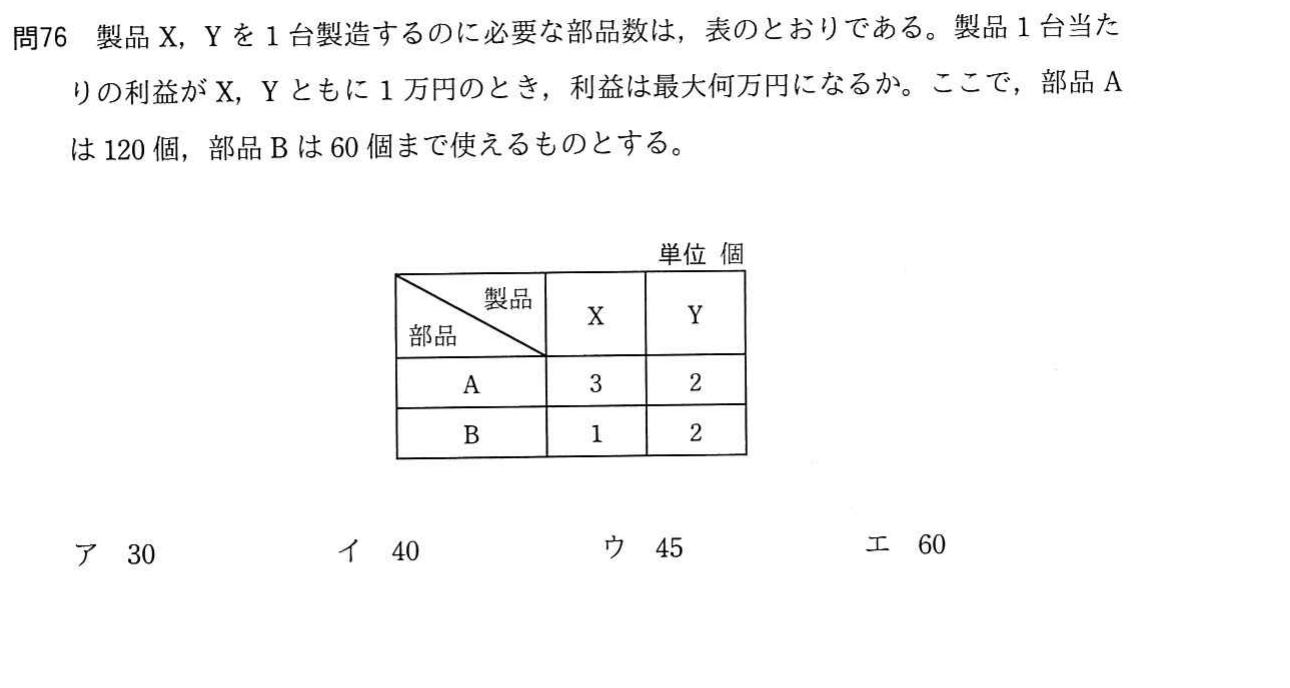 問76 製品 X，Y を 1 台製造するのに必要な部品数は，表のとおりである。製品 1 台当た
りの利益が X，Y ともに 1 万円のとき，利益は最大何万円になるか。ここで，部品 A
は 120 個，部品 B は 60 個まで使えるものとする。
単位 個
製品
部品 X Y
A 3 2
B 1 2
ア 30 イ 40 ウ 45 エ 60